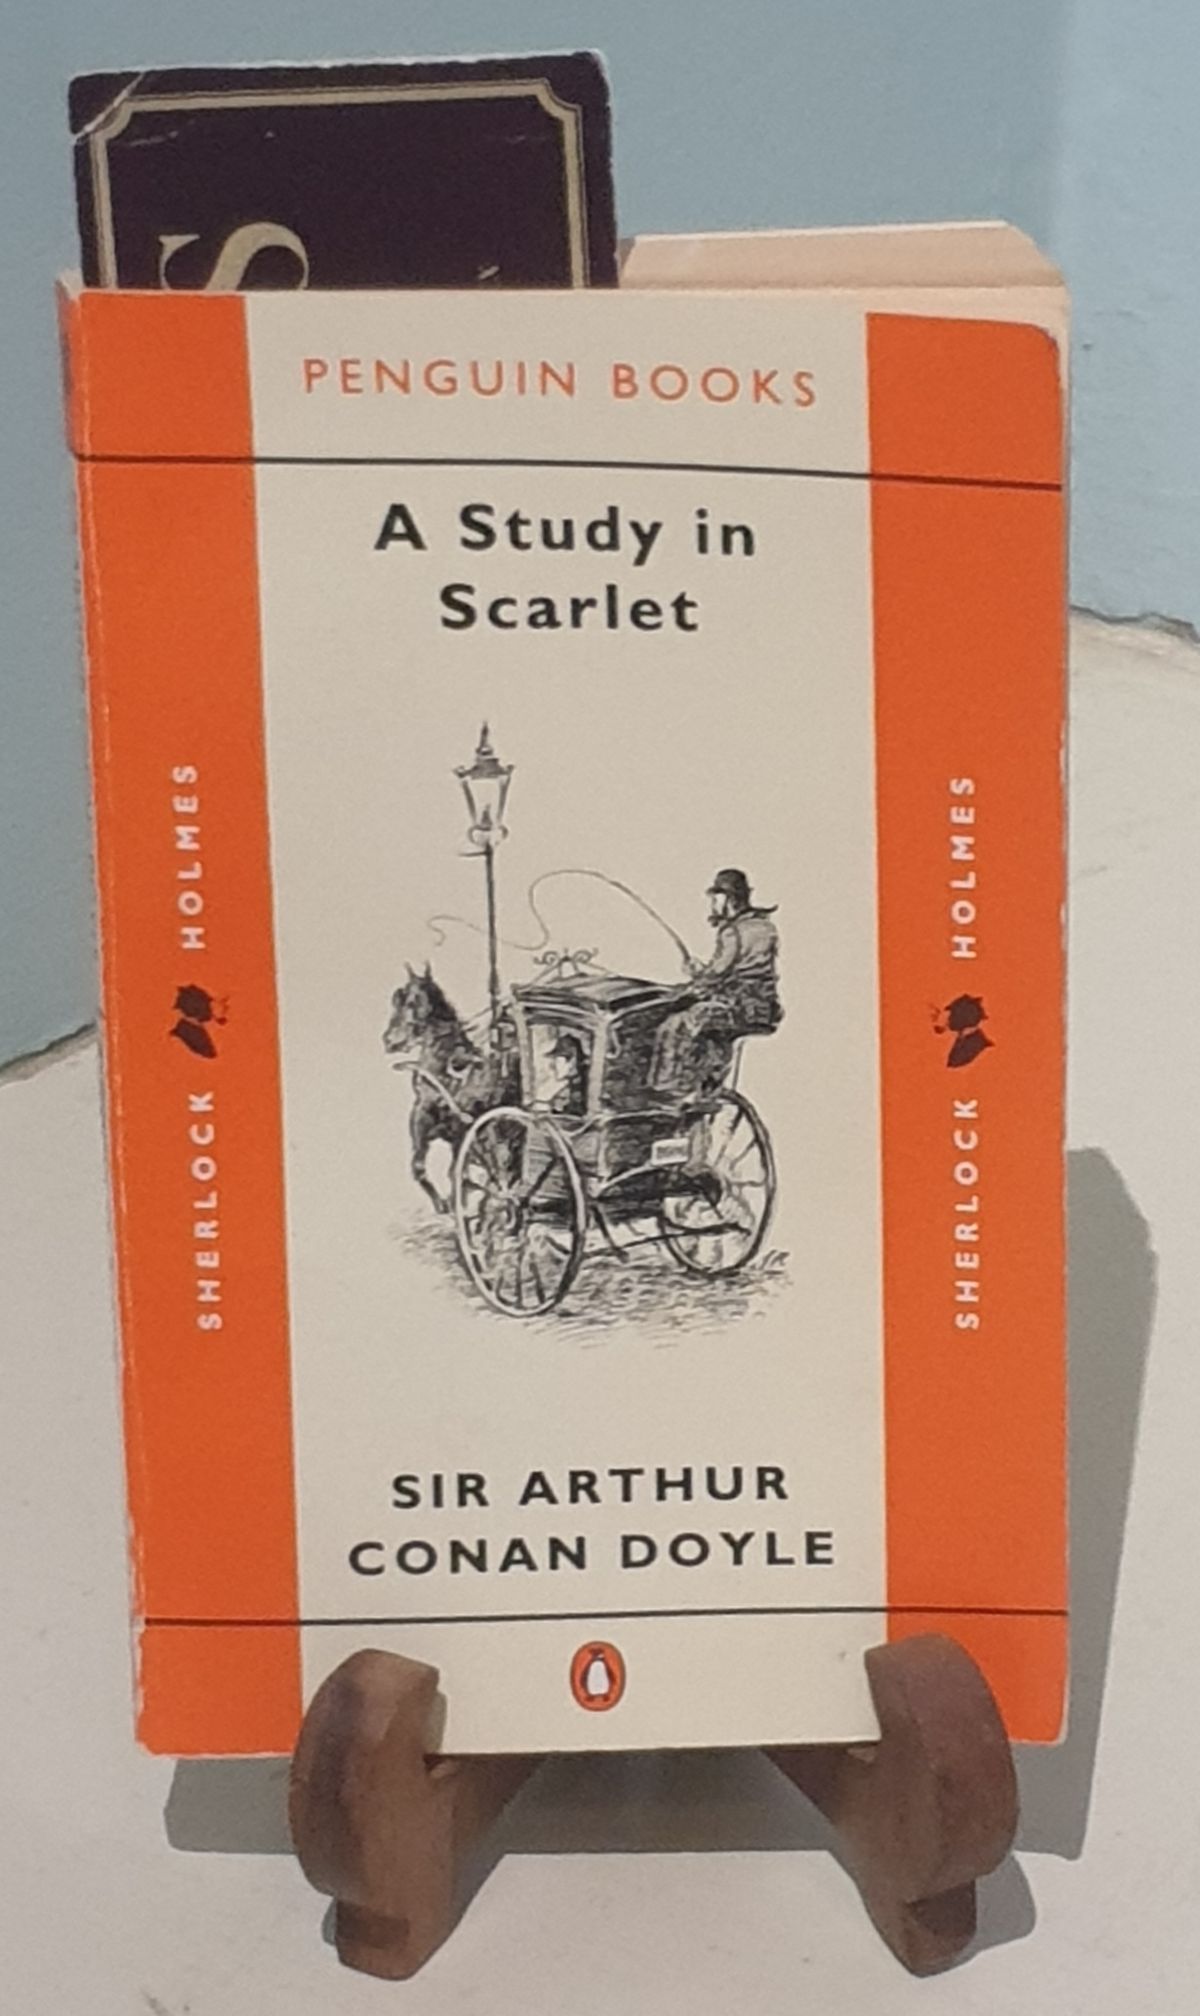 S
PENGUIN BOOKS
A Study in
Scarlet
SHERLOCK HOLMES
SHERLOCK HOLMES
SIR ARTHUR
CONAN DOYLE